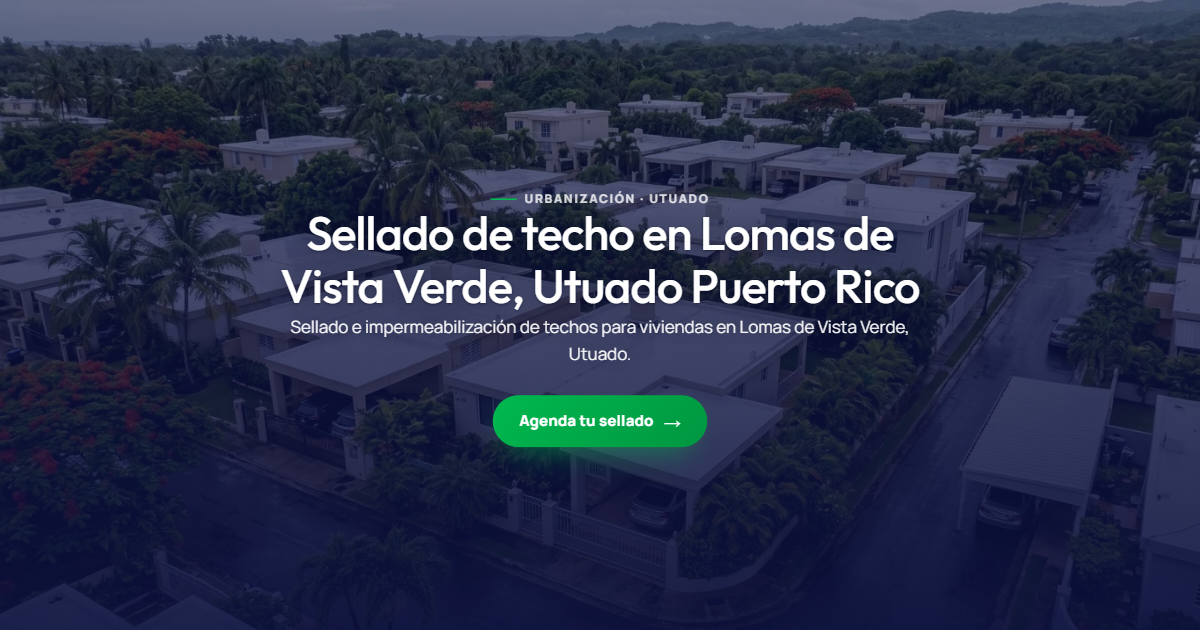 URBANIZACIÓN · UTUADO
Sellado de techo en Lomas de
Vista Verde, Utuado Puerto Rico
Sellado e impermeabilización de techos para viviendas en Lomas de Vista Verde,
Utuado.
Agenda tu sellado →